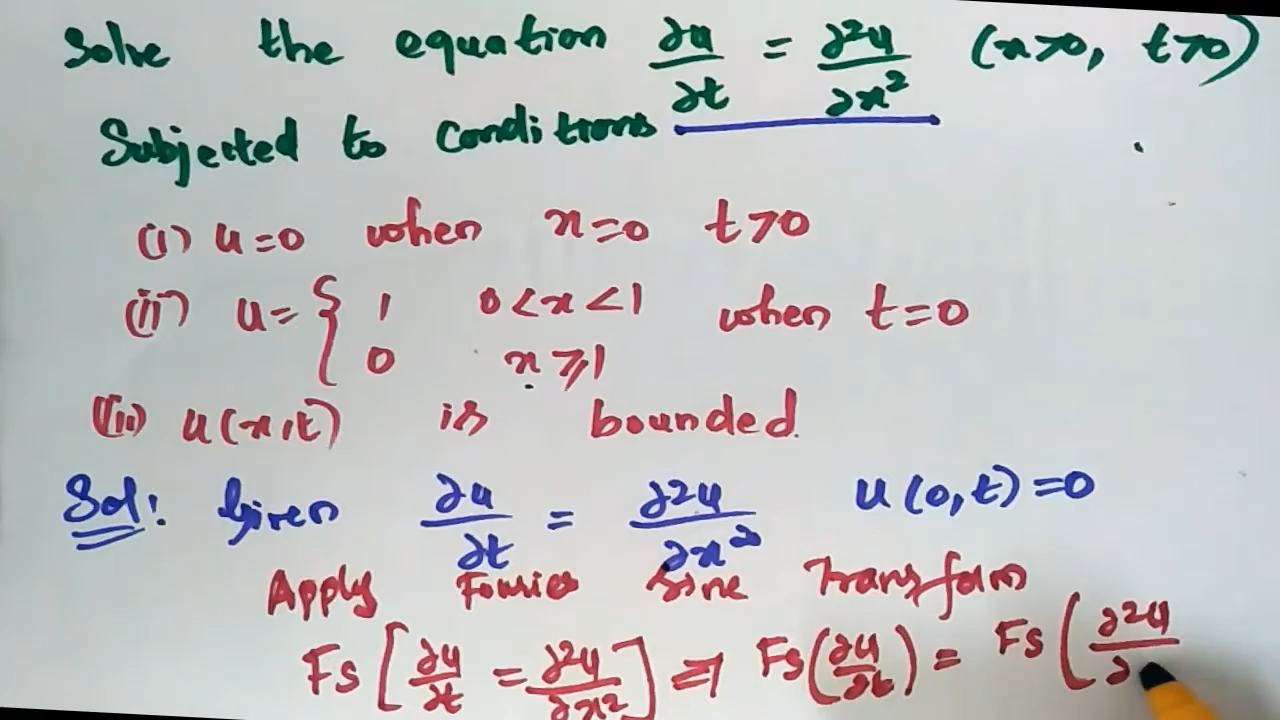 Solve the equation ∂u/∂t = ∂²u/∂x² (x>0, t>0)
Subjected to conditions
(i) u=0 when x=0 t>0
(ii) u= { 1 0<x<1 when t=0
0 x≥1
(iii) u(x,t) is bounded.
Sol: Given ∂u/∂t = ∂²u/∂x² u(0,t)=0
Apply Fourier Sine Transform
Fs[∂u/∂t = ∂²u/∂x²] ⇒ Fs(∂u/∂t) = Fs(∂²u/∂